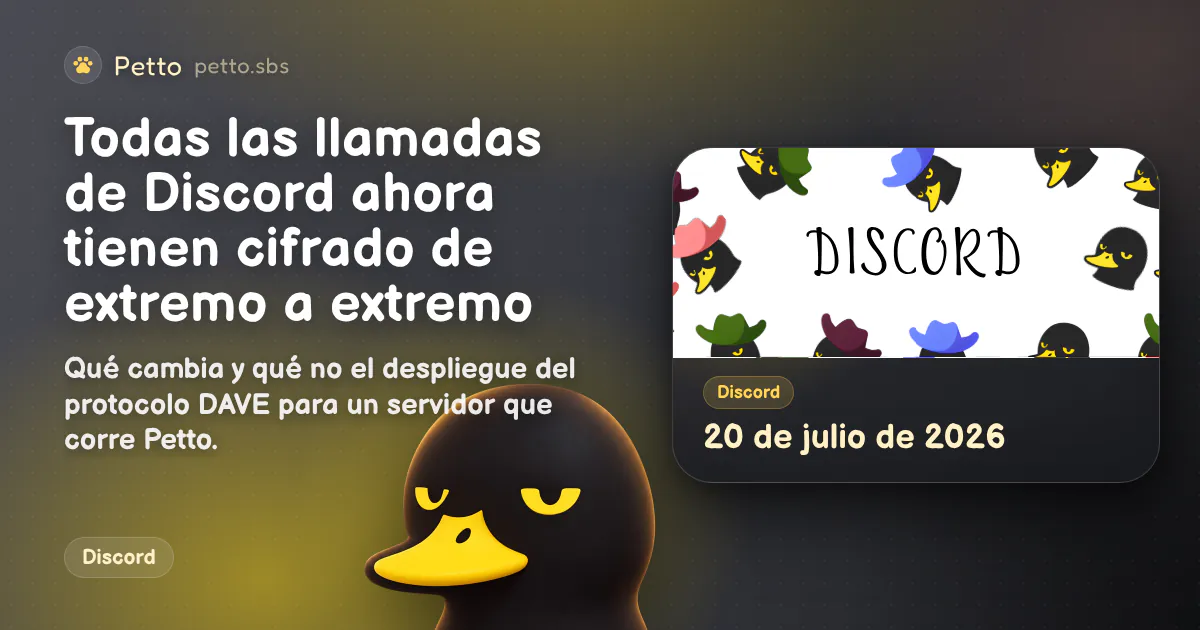 Petto petto.sbs
Todas las llamadas
de Discord ahora
tienen cifrado de
extremo a extremo
Qué cambia y qué no el despliegue del
protocolo DAVE para un servidor que
corre Petto.
Discord
DISCORD
Discord
20 de julio de 2026